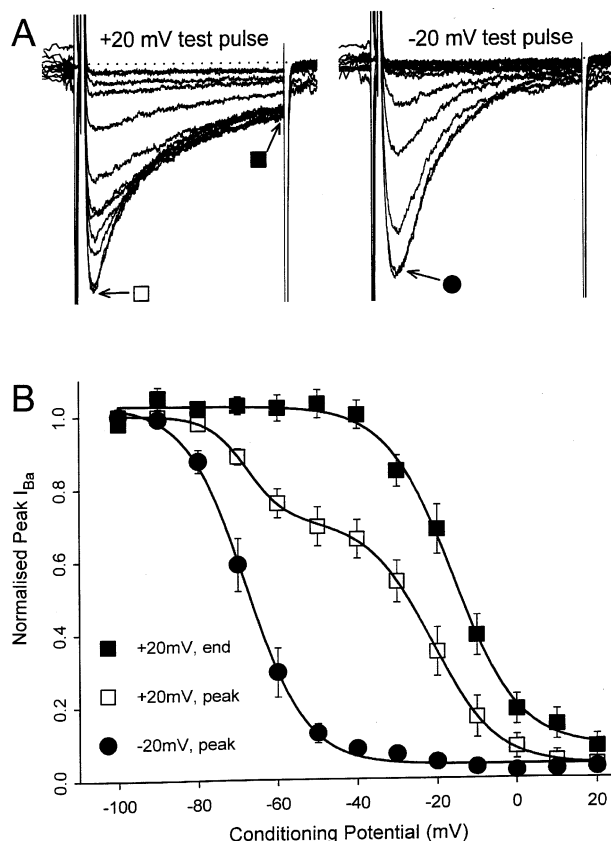 A
+20 mV test pulse
-20 mV test pulse
B
Normalised Peak I_Ba
1.0
0.8
0.6
0.4
0.2
0.0
+20mV, end
+20mV, peak
-20mV, peak
-100
-80
-60
-40
-20
0
20
Conditioning Potential (mV)